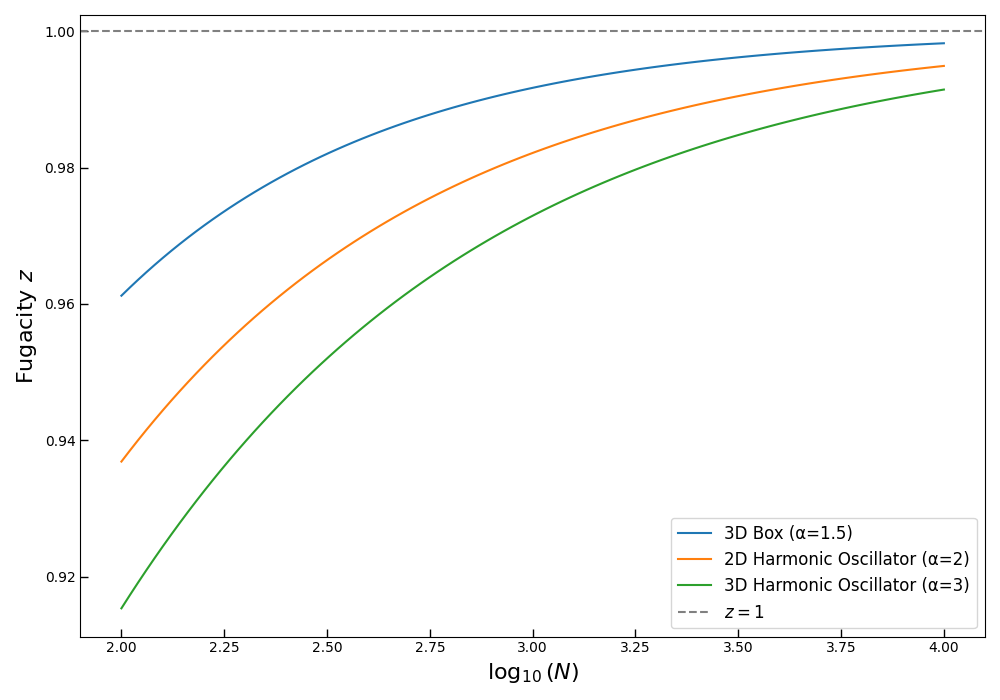 1.00
0.98
0.96
0.94
0.92
Fugacity z
2.00 2.25 2.50 2.75 3.00 3.25 3.50 3.75 4.00
log₁₀(N)
3D Box (α=1.5)
2D Harmonic Oscillator (α=2)
3D Harmonic Oscillator (α=3)
z = 1